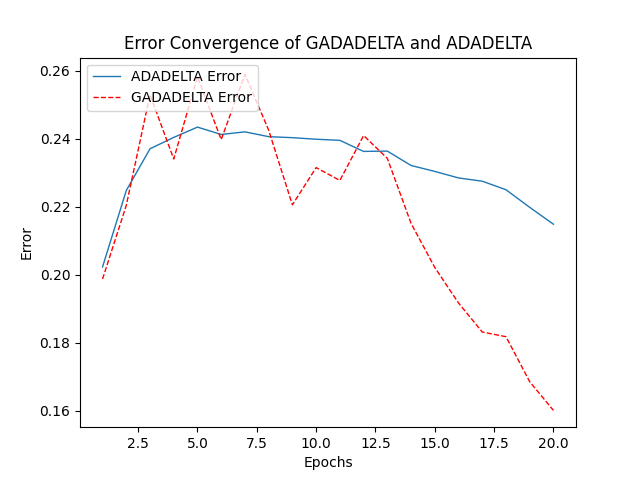 Error Convergence of GADADELTA and ADADELTA
ADADELTA Error
GADADELTA Error
0.26
0.24
0.22
0.20
0.18
0.16
Error
2.5 5.0 7.5 10.0 12.5 15.0 17.5 20.0
Epochs